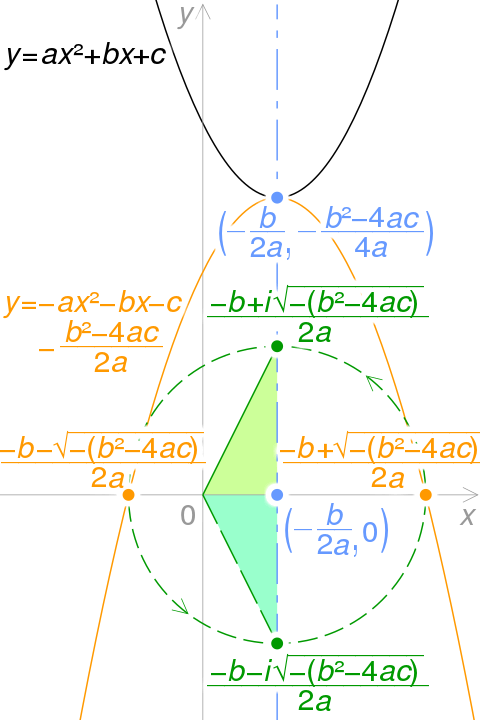 y
y=ax²+bx+c
(−b/2a, −b²−4ac/4a)
y=−ax²−bx−c
−b²−4ac/2a
−b+i√−(b²−4ac)/2a
−b−√−(b²−4ac)/2a
−b+√−(b²−4ac)/2a
0
x
(−b/2a,0)
−b−i√−(b²−4ac)/2a